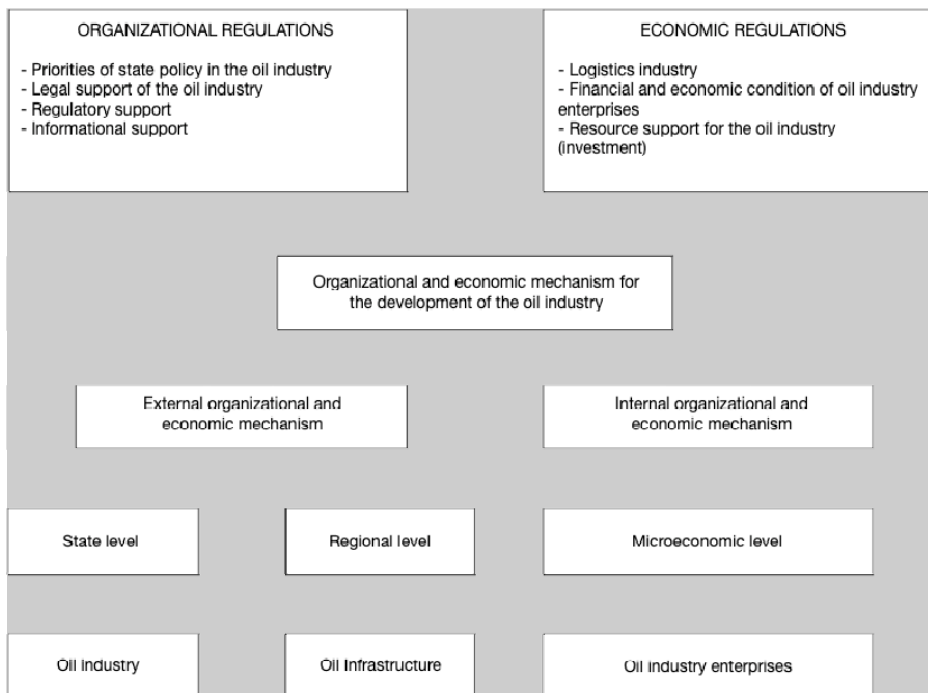 ORGANIZATIONAL REGULATIONS
- Priorities of state policy in the oil industry
- Legal support of the oil industry
- Regulatory support
- Informational support
ECONOMIC REGULATIONS
- Logistics industry
- Financial and economic condition of oil industry
enterprises
- Resource support for the oil industry
(investment)
Organizational and economic mechanism for
the development of the oil industry
External organizational and
economic mechanism
Internal organizational and
economic mechanism
State level
Regional level
Microeconomic level
Oil industry
Oil Infrastructure
Oil industry enterprises